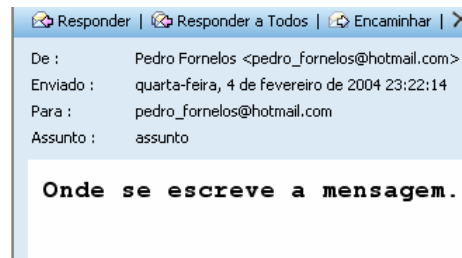 Responder | Responder a Todos | Encaminhar |
De : Pedro Fornelos <pedro_fornelos@hotmail.com>
Enviado : quarta-feira, 4 de fevereiro de 2004 23:22:14
Para : pedro_fornelos@hotmail.com
Assunto : assunto
Onde se escreve a mensagem.